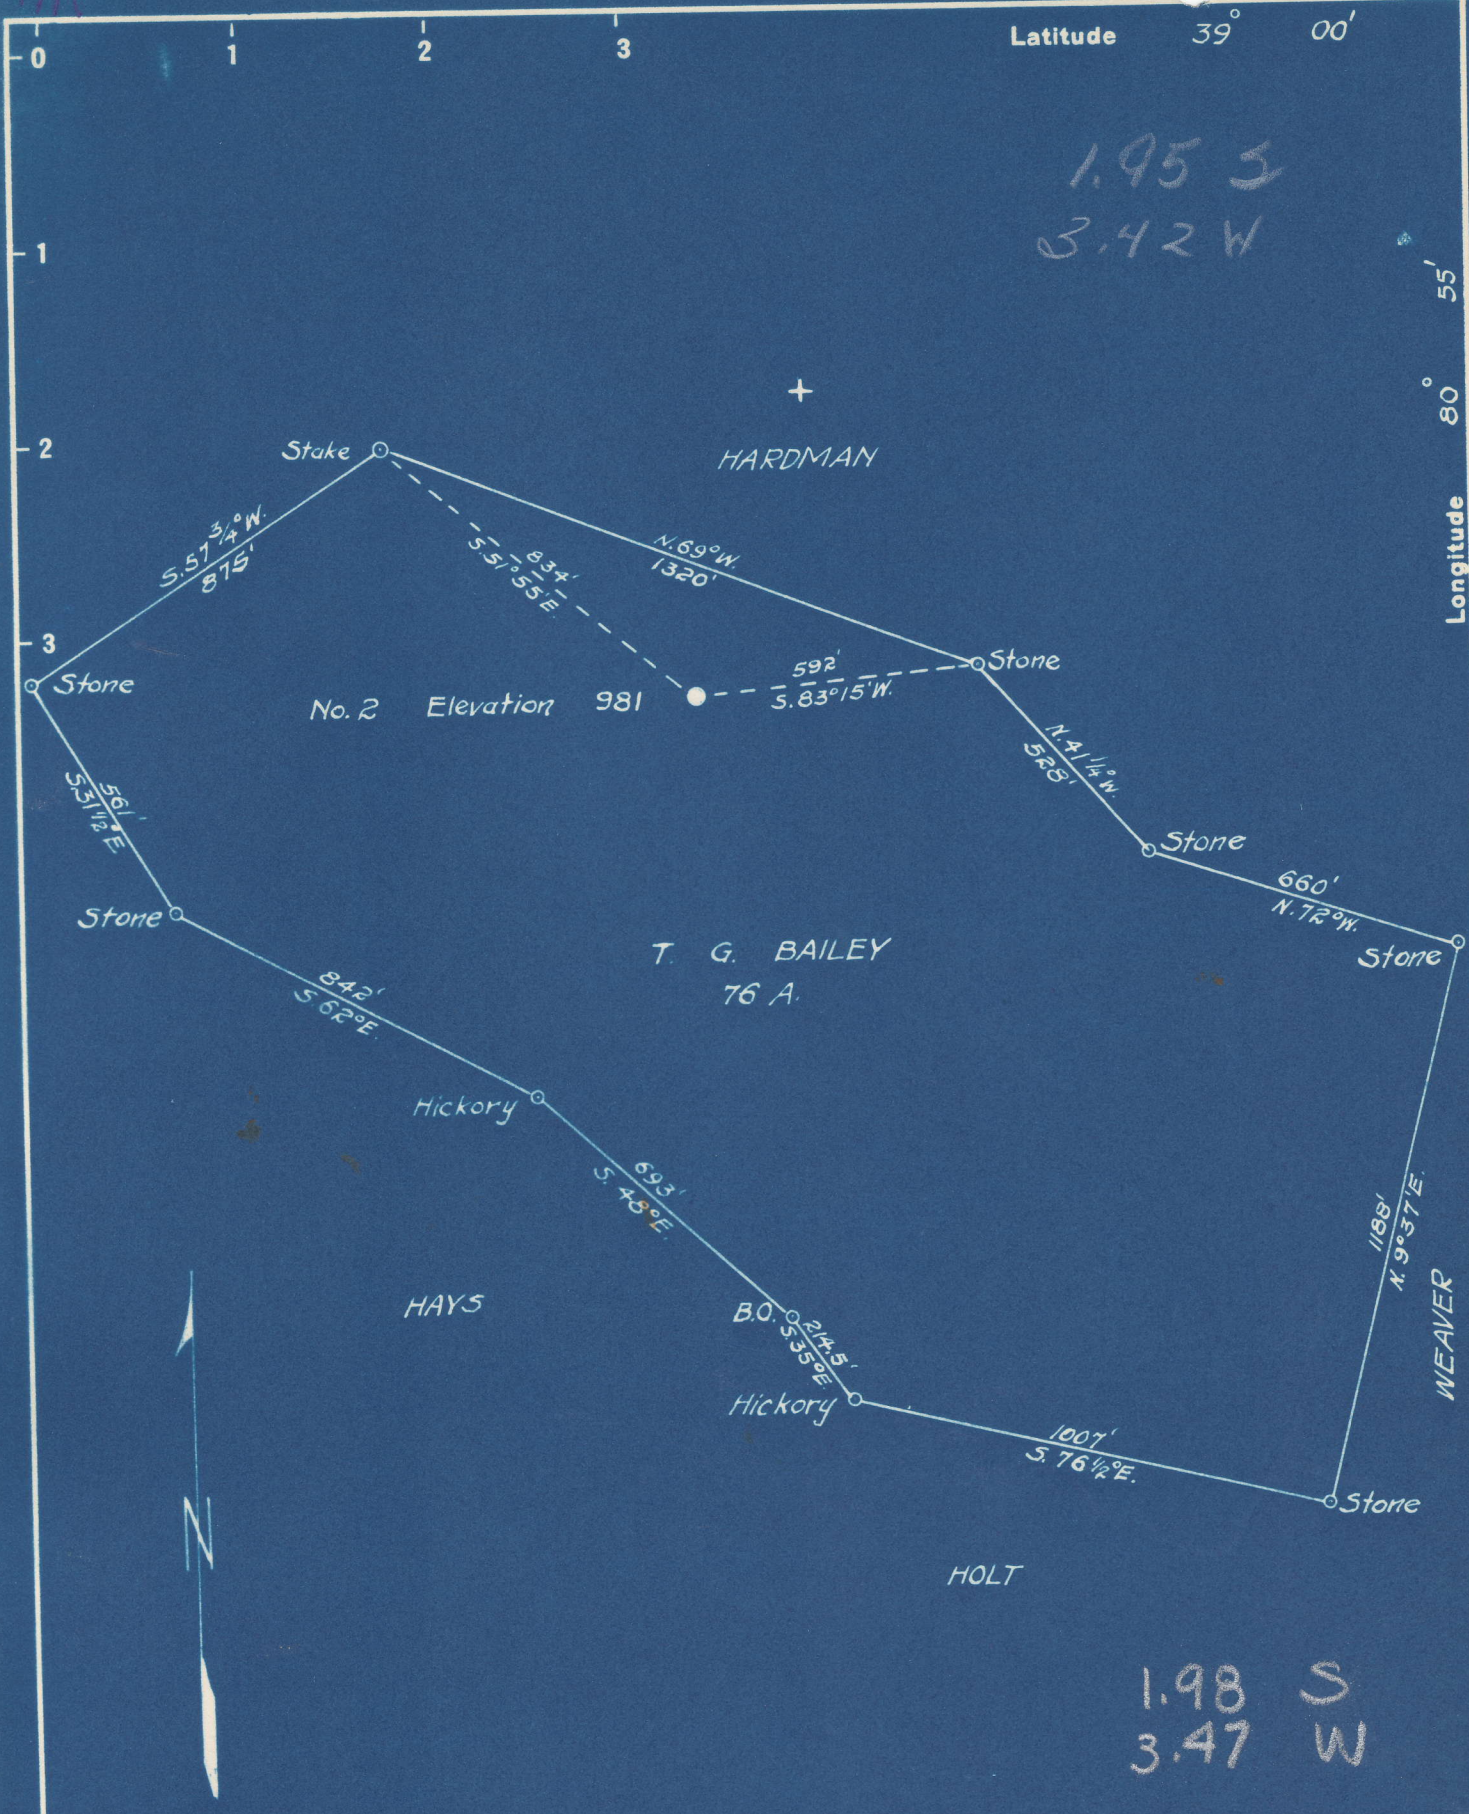 0 1 2 3 Latitude 39° 00'
1.95 S
3.42 W
1
55'
80°
Longitude
2
Stake
HARDMAN
S.57 3/4° W.
875'
834'
S.51°55'E.
N.69°W.
1320'
3
Stone
592'
S.83°15'W.
Stone
No. 2 Elevation 981
N.41 1/4° W.
528'
561'
S.31 1/2° E.
Stone
660'
N.72°W.
Stone
Stone
T. G. BAILEY
76 A.
842'
S.62°E.
Hickory
693'
S. 48°E.
1188'
N. 9°37'E.
WEAVER
HAYS
B.O.
214.5'
S.35°E.
Hickory
1007'
S. 76 1/2° E.
Stone
N
HOLT
1.98 S
3.47 W